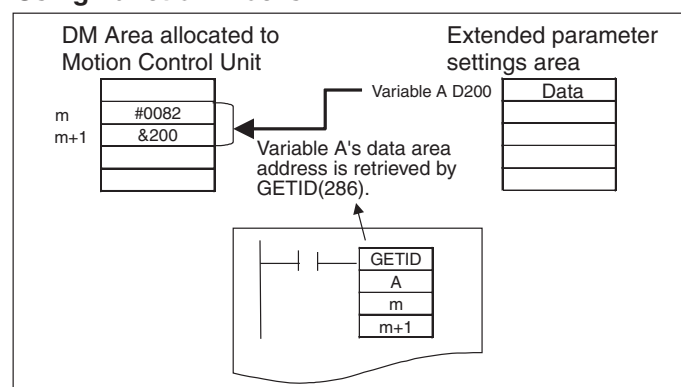 DM Area allocated to
Motion Control Unit
Extended parameter
settings area
m
#0082
m+1
&200
Variable A D200
Data
Variable A's data area
address is retrieved by
GETID(286).
GETID
A
m
m+1